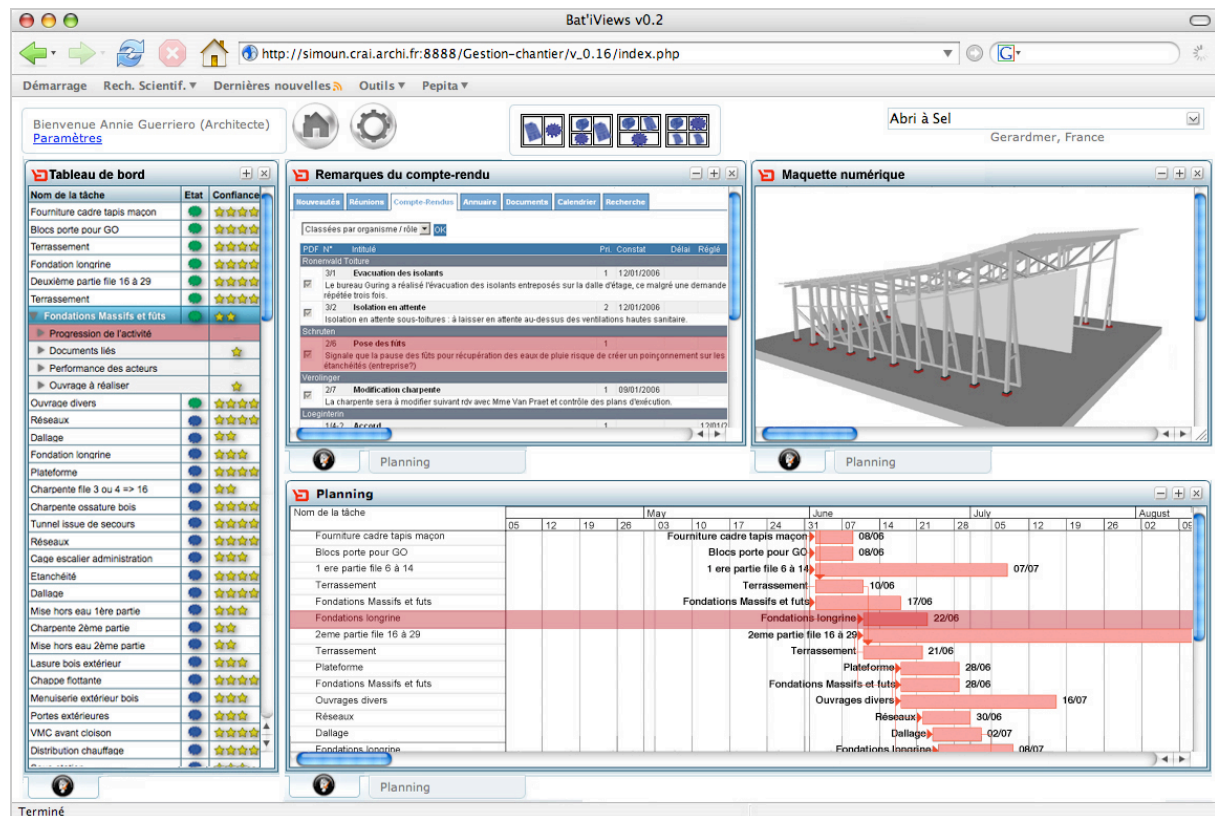 Bat'iViews v0.2
http://simoun.crai.archi.fr:8888/Gestion-chantier/v_0.16/index.php
G
Démarrage Rech. Scientif. Dernières nouvelles Outils Pepita
Bienvenue Annie Guerriero (Architecte)
Paramètres
Abri à Sel
Gerardmer, France
Tableau de bord
Nom de la tâche Etat Confiance
Fourniture cadre tapis maçon
Blocs porte pour GO
Terrassement
Fondation longrine
Deuxième partie file 16 à 29
Terrassement
Fondations Massifs et fûts
Progression de l'activité
Documents liés
Performance des acteurs
Ouvrage à réaliser
Ouvrage divers
Réseaux
Dallage
Fondation longrine
Plateforme
Charpente file 3 ou 4 => 16
Charpente ossature bois
Tunnel issue de secours
Réseaux
Cage escalier administration
Etanchéité
Dallage
Mise hors eau 1ère partie
Charpente 2ème partie
Mise hors eau 2ème partie
Lasure bois extérieur
Chappe flottante
Menuiserie extérieur bois
Portes extérieures
VMC avant cloison
Distribution chauffage
Remarques du compte-rendu
Nouveautés Réunions Compte-Rendus Annuaire Documents Calendrier Recherche
Classées par organisme / rôle OK
PDF N° Intitulé Pri. Constat Délai Réglé
Ronenvald Toiture
3/1 Evacuation des isolants 1 12/01/2006
Le bureau Guring a réalisé l'évacuation des isolants entreposés sur la dalle d'étage, ce malgré une demande
répétée trois fois.
3/2 Isolation en attente 2 12/01/2006
Isolation en attente sous-toitures : à laisser en attente au-dessus des ventilations hautes sanitaire.
Schruten
2/6 Pose des fûts 1
Signale que la pause des fûts pour récupération des eaux de pluie risque de créer un poinçonnement sur les
étanchéités (entreprise?)
Verolinger
2/7 Modification charpente 1 09/01/2006
La charpente sera à modifier suivant rdv avec Mme Van Praet et contrôle des plans d'exécution.
Loeginterin
1/4-2 Accord 1 12/01/2
Planning
Maquette numérique
Planning
Planning
Nom de la tâche May June July August
05 12 19 26 03 10 17 24 31 07 14 21 28 05 12 19 26 02 09
Fourniture cadre tapis maçon Fourniture cadre tapis maçon 08/06
Blocs porte pour GO Blocs porte pour GO 08/06
1 ere partie file 6 à 14 1 ere partie file 6 à 14 07/07
Terrassement Terrassement 10/06
Fondations Massifs et futs Fondations Massifs et futs 17/06
Fondations longrine Fondations longrine 22/06
2eme partie file 16 à 29 2eme partie file 16 à 29
Terrassement Terrassement 21/06
Plateforme Plateforme 28/06
Fondations Massifs et futs Fondations Massifs et futs 28/06
Ouvrages divers Ouvrages divers 16/07
Réseaux Réseaux 30/06
Dallage Dallage 02/07
Fondations longrine Fondations longrine 08/07
Planning
Terminé